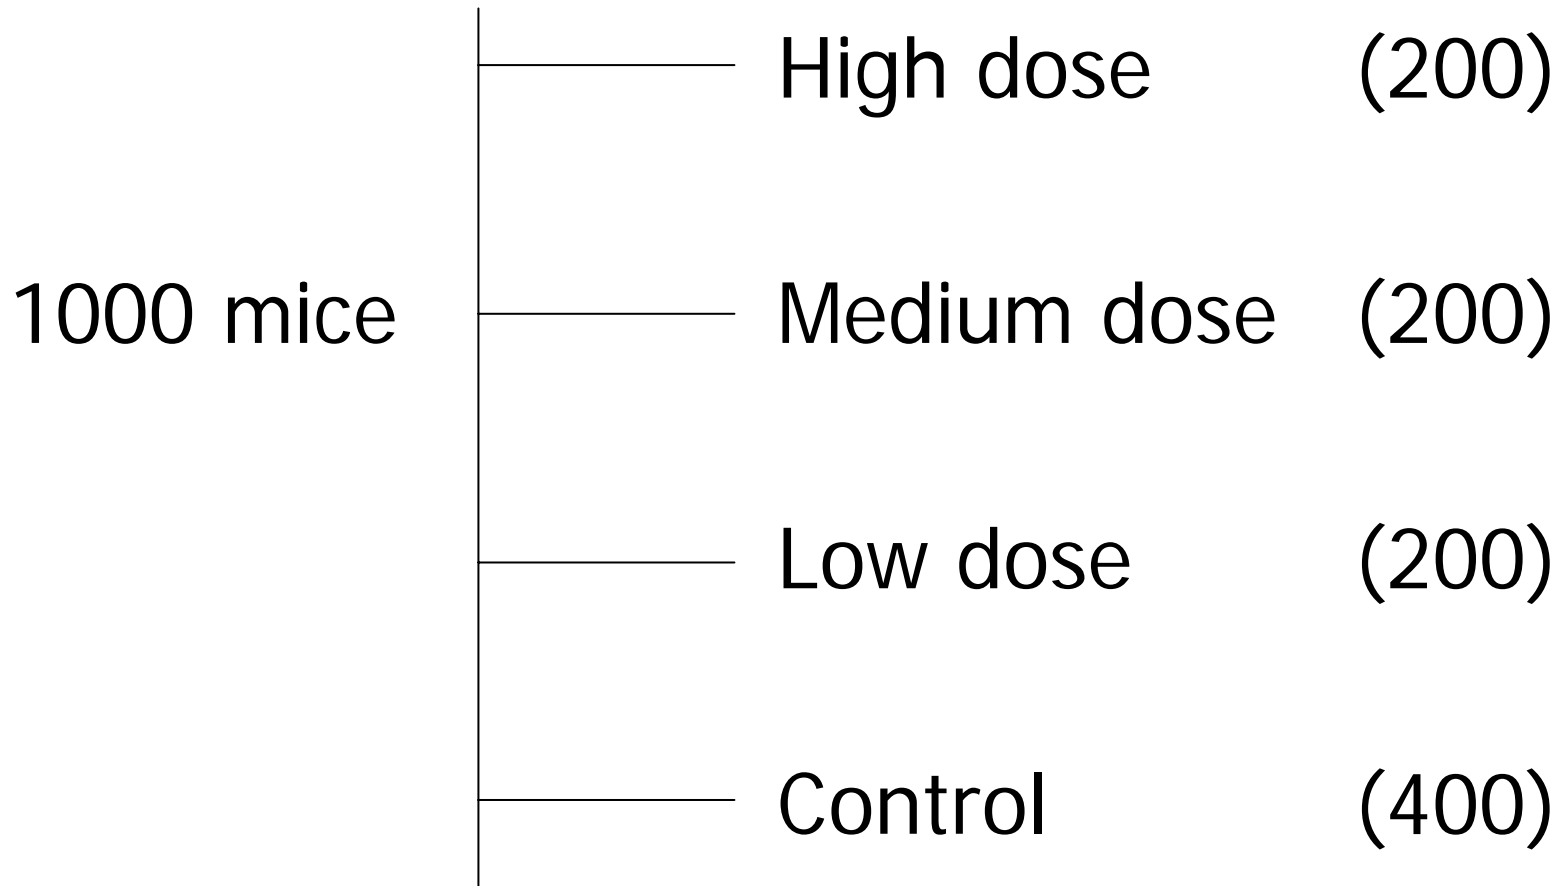 High dose (200)
1000 mice Medium dose (200)
Low dose (200)
Control (400)